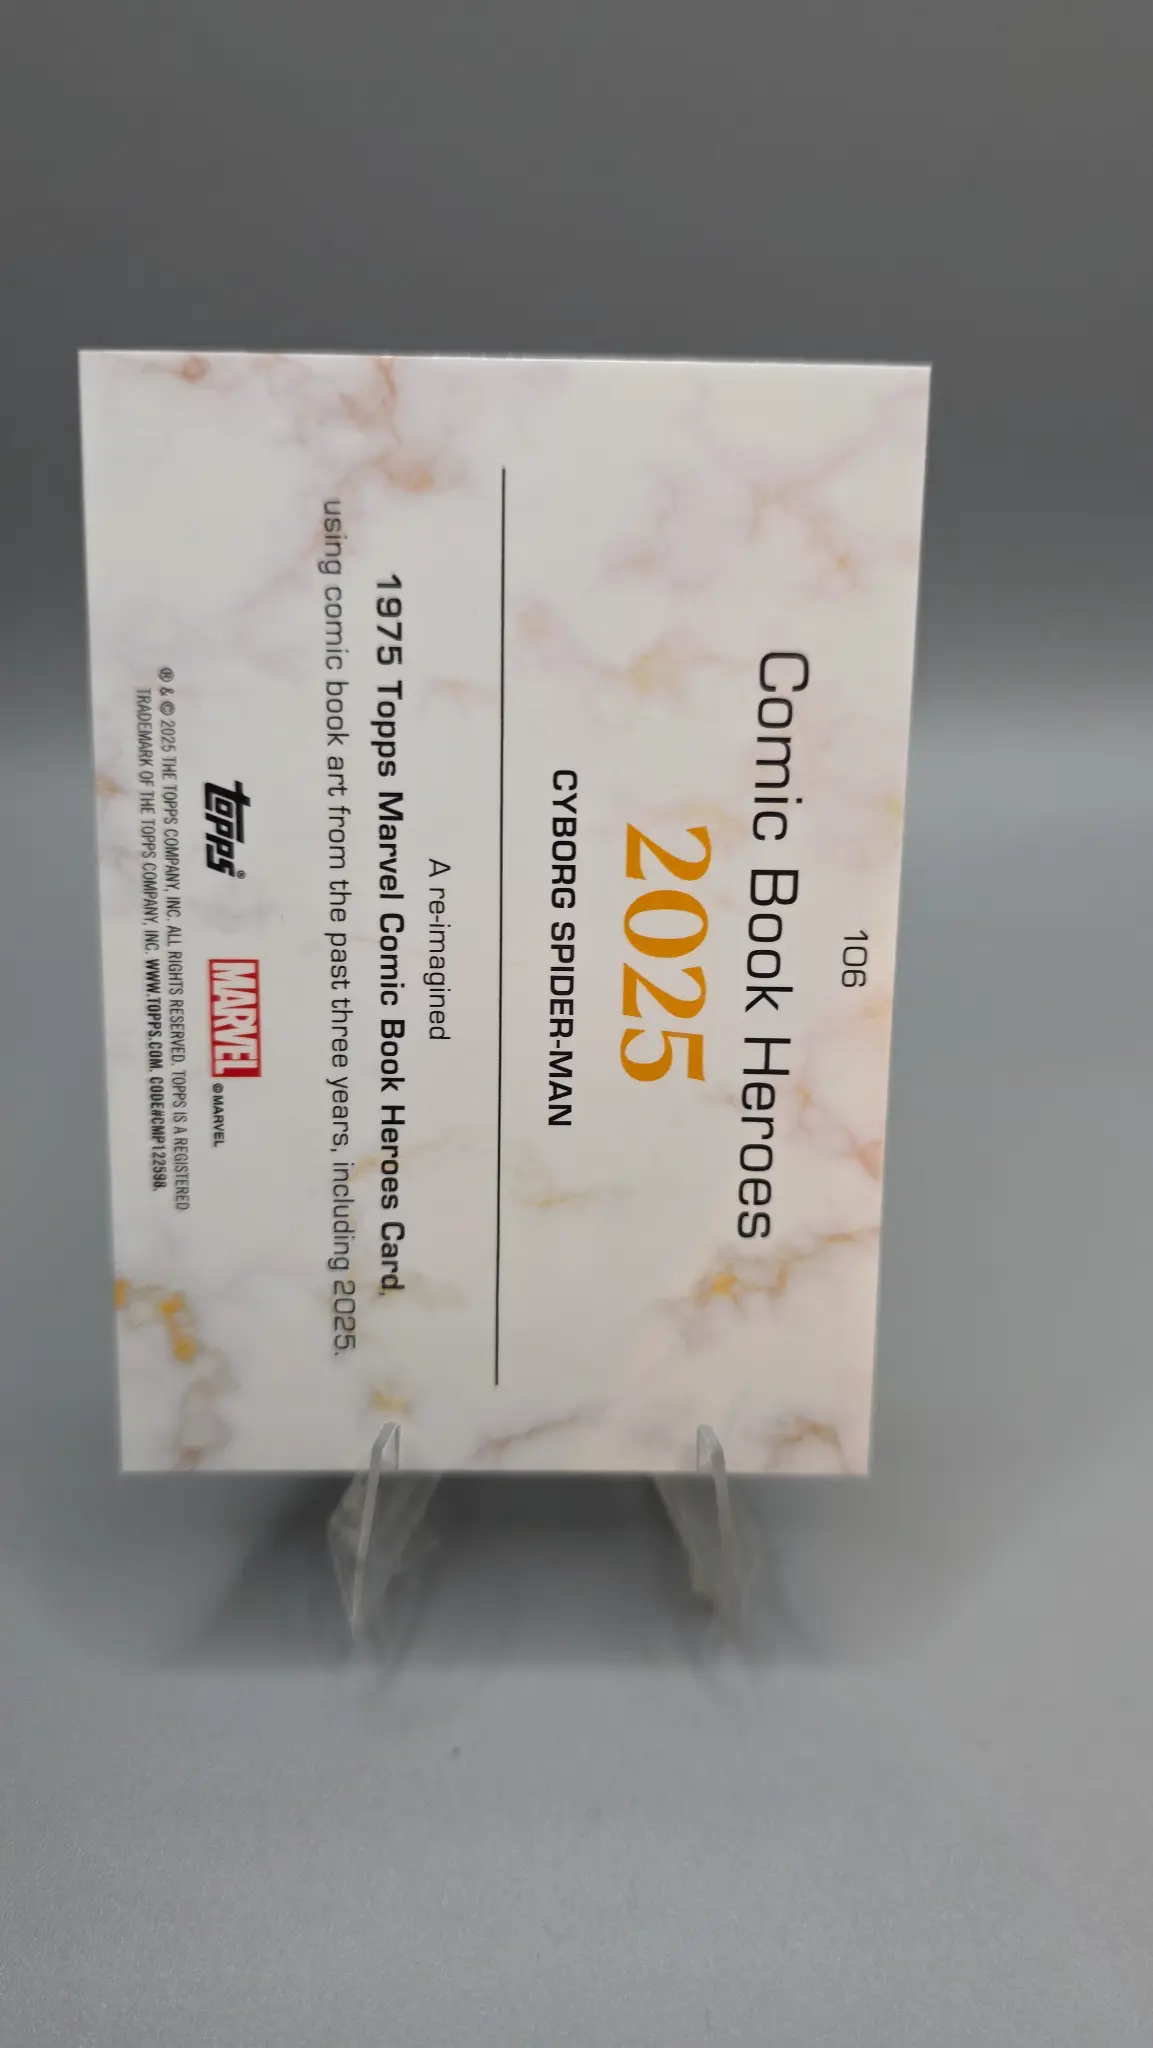 106
Comic Book Heroes
2025
CYBORG SPIDER-MAN
A re-imagined
1975 Topps Marvel Comic Book Heroes Card,
using comic book art from the past three years, including 2025.
topps® MARVEL © MARVEL
® & © 2025 THE TOPPS COMPANY, INC. ALL RIGHTS RESERVED. TOPPS IS A REGISTERED
TRADEMARK OF THE TOPPS COMPANY, INC. WWW.TOPPS.COM. CODE#CMP122598.